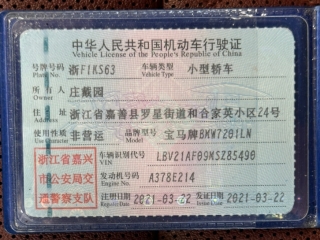 中华人民共和国机动车行驶证
Vehicle License of the People's Republic of China
号牌号码 浙F1KS63 车辆类型 小型轿车
Plate No. Vehicle Type
所有人 庄戴园
Owner
住址 浙江省嘉善县罗星街道和合家英小区24号
Address
使用性质 非营运 品牌型号 宝马牌BMW7201LN
Use Character Model
浙江省嘉兴 车辆识别代号 LBV21AF09MSZ85490
VIN
市公安局交 发动机号码 A378E214
Engine No.
通警察支队 注册日期 2021-03-22 发证日期 2021-03-22
Register Date Issue Date